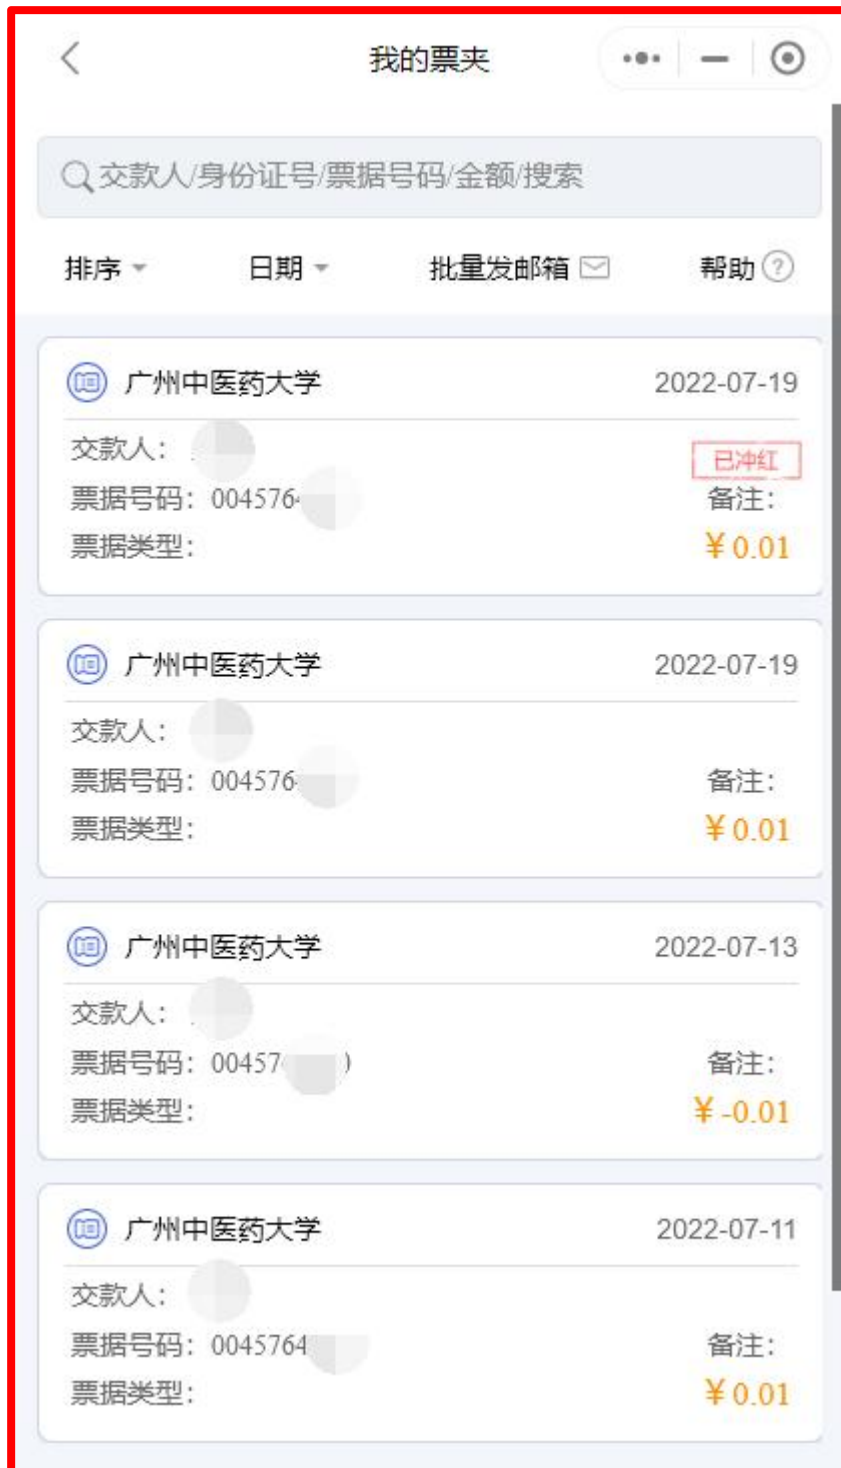 我的票夹
交款人/身份证号/票据号码/金额/搜索
排序 日期 批量发邮箱 帮助
广州中医药大学 2022-07-19
交款人：
已冲红
票据号码：004576 备注：
票据类型： ¥0.01
广州中医药大学 2022-07-19
交款人：
票据号码：004576 备注：
票据类型： ¥0.01
广州中医药大学 2022-07-13
交款人：
票据号码：00457 备注：
票据类型： ¥-0.01
广州中医药大学 2022-07-11
交款人：
票据号码：0045764 备注：
票据类型： ¥0.01